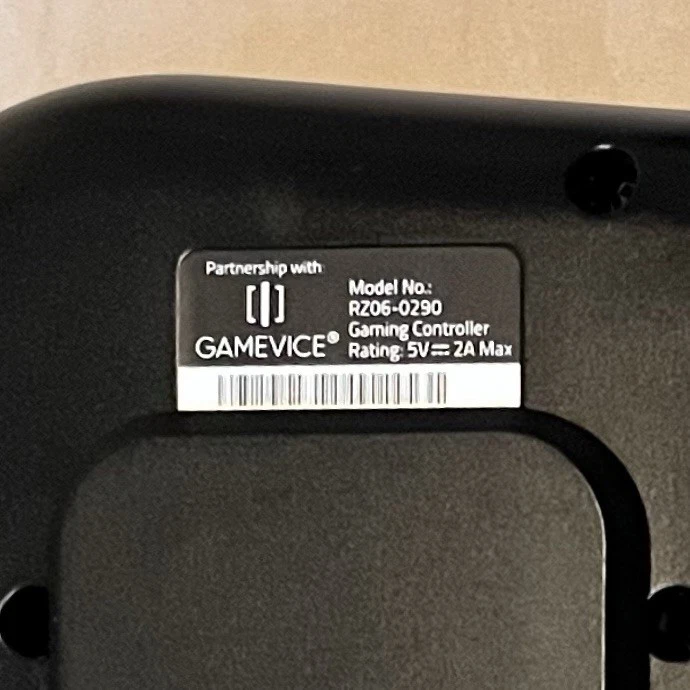 Partnership with
GAMEVICE®
Model No.:
RZ06-0290
Gaming Controller
Rating: 5V⎓2A Max